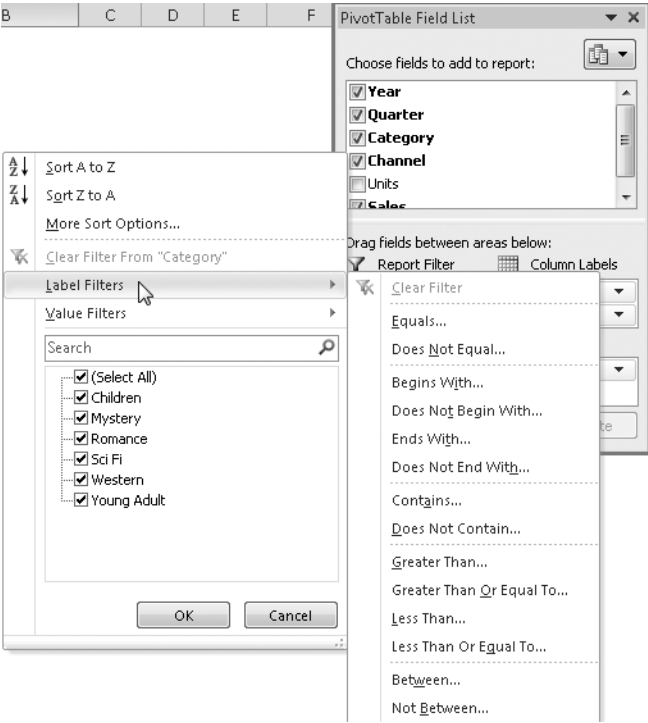 B C D E F
PivotTable Field List
Choose fields to add to report:
Year
Quarter
Category
Channel
Units
Sales
Drag fields between areas below:
Report Filter
Column Labels
Sort A to Z
Sort Z to A
More Sort Options...
Clear Filter From "Category"
Label Filters
Value Filters
Search
(Select All)
Children
Mystery
Romance
Sci Fi
Western
Young Adult
OK
Cancel
Clear Filter
Equals...
Does Not Equal...
Begins With...
Does Not Begin With...
Ends With...
Does Not End With...
Contains...
Does Not Contain...
Greater Than...
Greater Than Or Equal To...
Less Than...
Less Than Or Equal To...
Between...
Not Between...